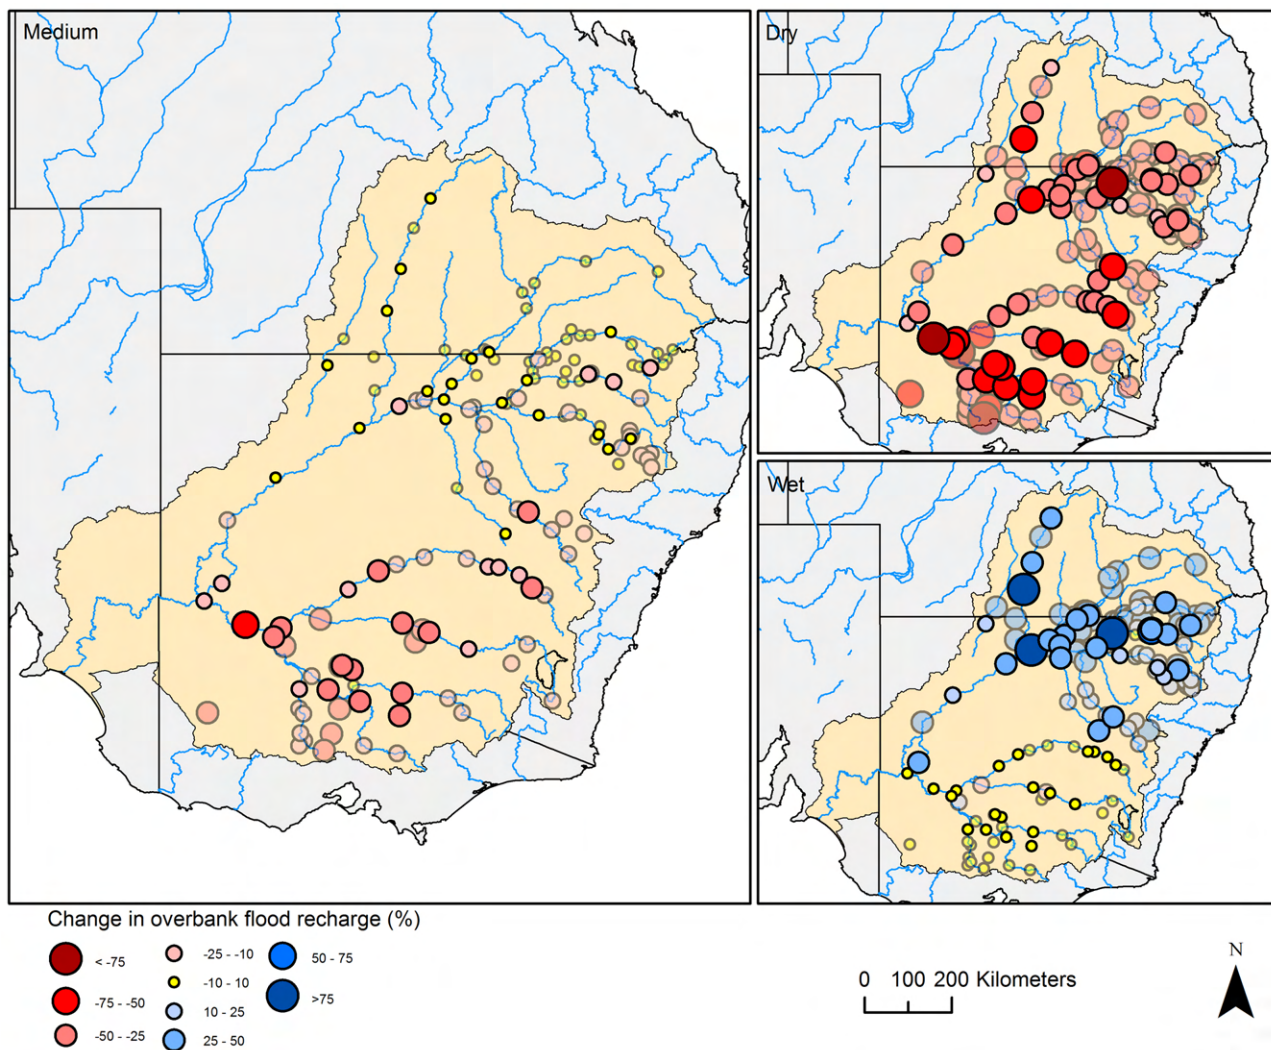 Medium
Dry
Wet
Change in overbank flood recharge (%)
< -75
-75 - -50
-50 - -25
-25 - -10
-10 - 10
10 - 25
25 - 50
50 - 75
>75
0 100 200 Kilometers
N